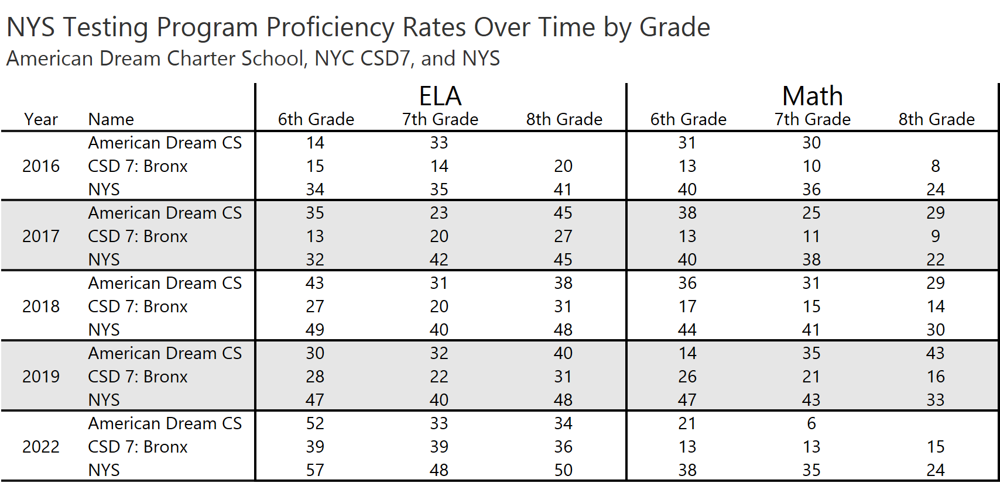 NYS Testing Program Proficiency Rates Over Time by Grade
American Dream Charter School, NYC CSD7, and NYS
ELA Math
Year Name 6th Grade 7th Grade 8th Grade 6th Grade 7th Grade 8th Grade
American Dream CS 14 33 31 30
2016 CSD 7: Bronx 15 14 20 13 10 8
NYS 34 35 41 40 36 24
American Dream CS 35 23 45 38 25 29
2017 CSD 7: Bronx 13 20 27 13 11 9
NYS 32 42 45 40 38 22
American Dream CS 43 31 38 36 31 29
2018 CSD 7: Bronx 27 20 31 17 15 14
NYS 49 40 48 44 41 30
American Dream CS 30 32 40 14 35 43
2019 CSD 7: Bronx 28 22 31 26 21 16
NYS 47 40 48 47 43 33
American Dream CS 52 33 34 21 6
2022 CSD 7: Bronx 39 39 36 13 13 15
NYS 57 48 50 38 35 24